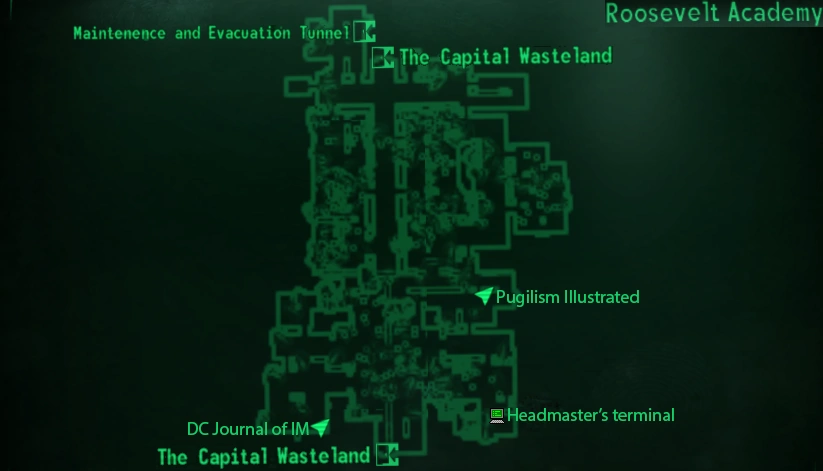 Roosevelt Academy
Maintenence and Evacuation Tunnel
The Capital Wasteland
Pugilism Illustrated
Headmaster's terminal
DC Journal of IM
The Capital Wasteland